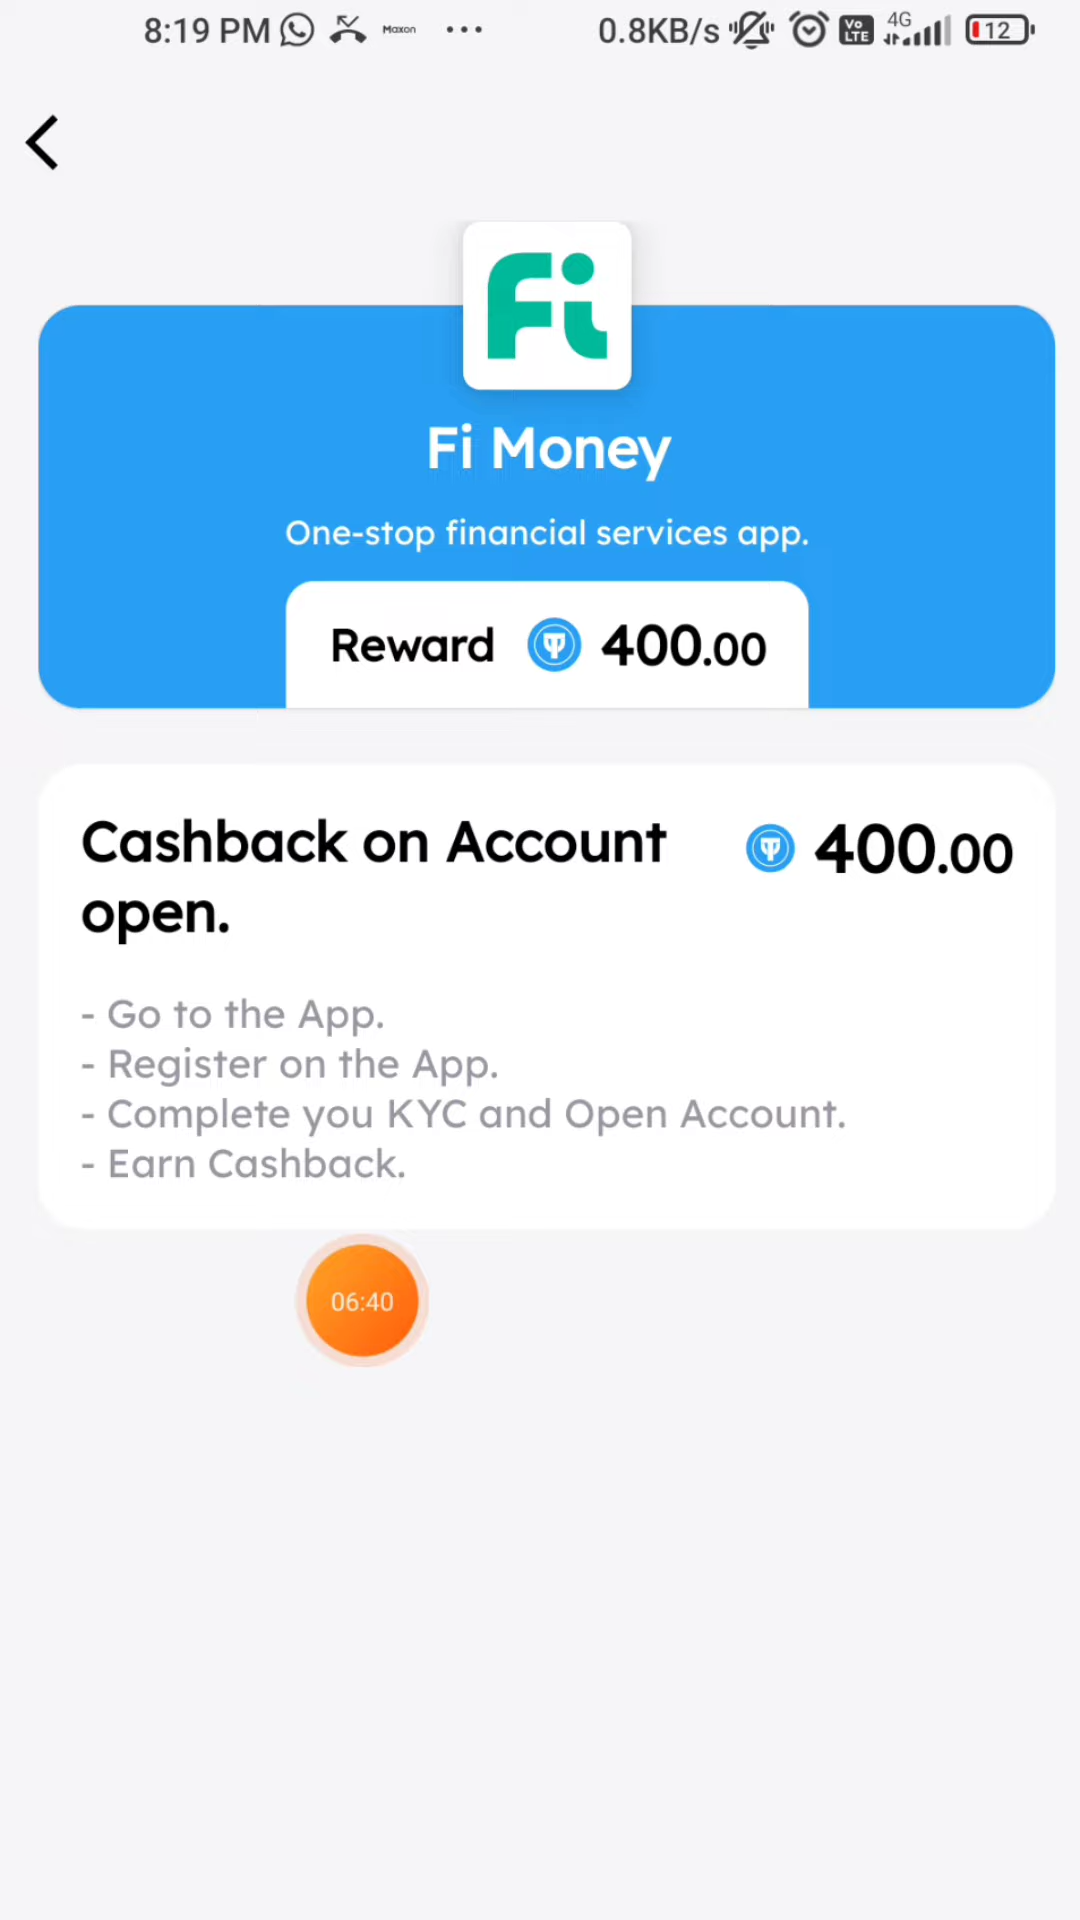 8:19 PM Maxon ... 0.8KB/s Vo LTE 4G 12
Fi
Fi Money
One-stop financial services app.
Reward 400.00
Cashback on Account 400.00
open.
- Go to the App.
- Register on the App.
- Complete you KYC and Open Account.
- Earn Cashback.
06:40